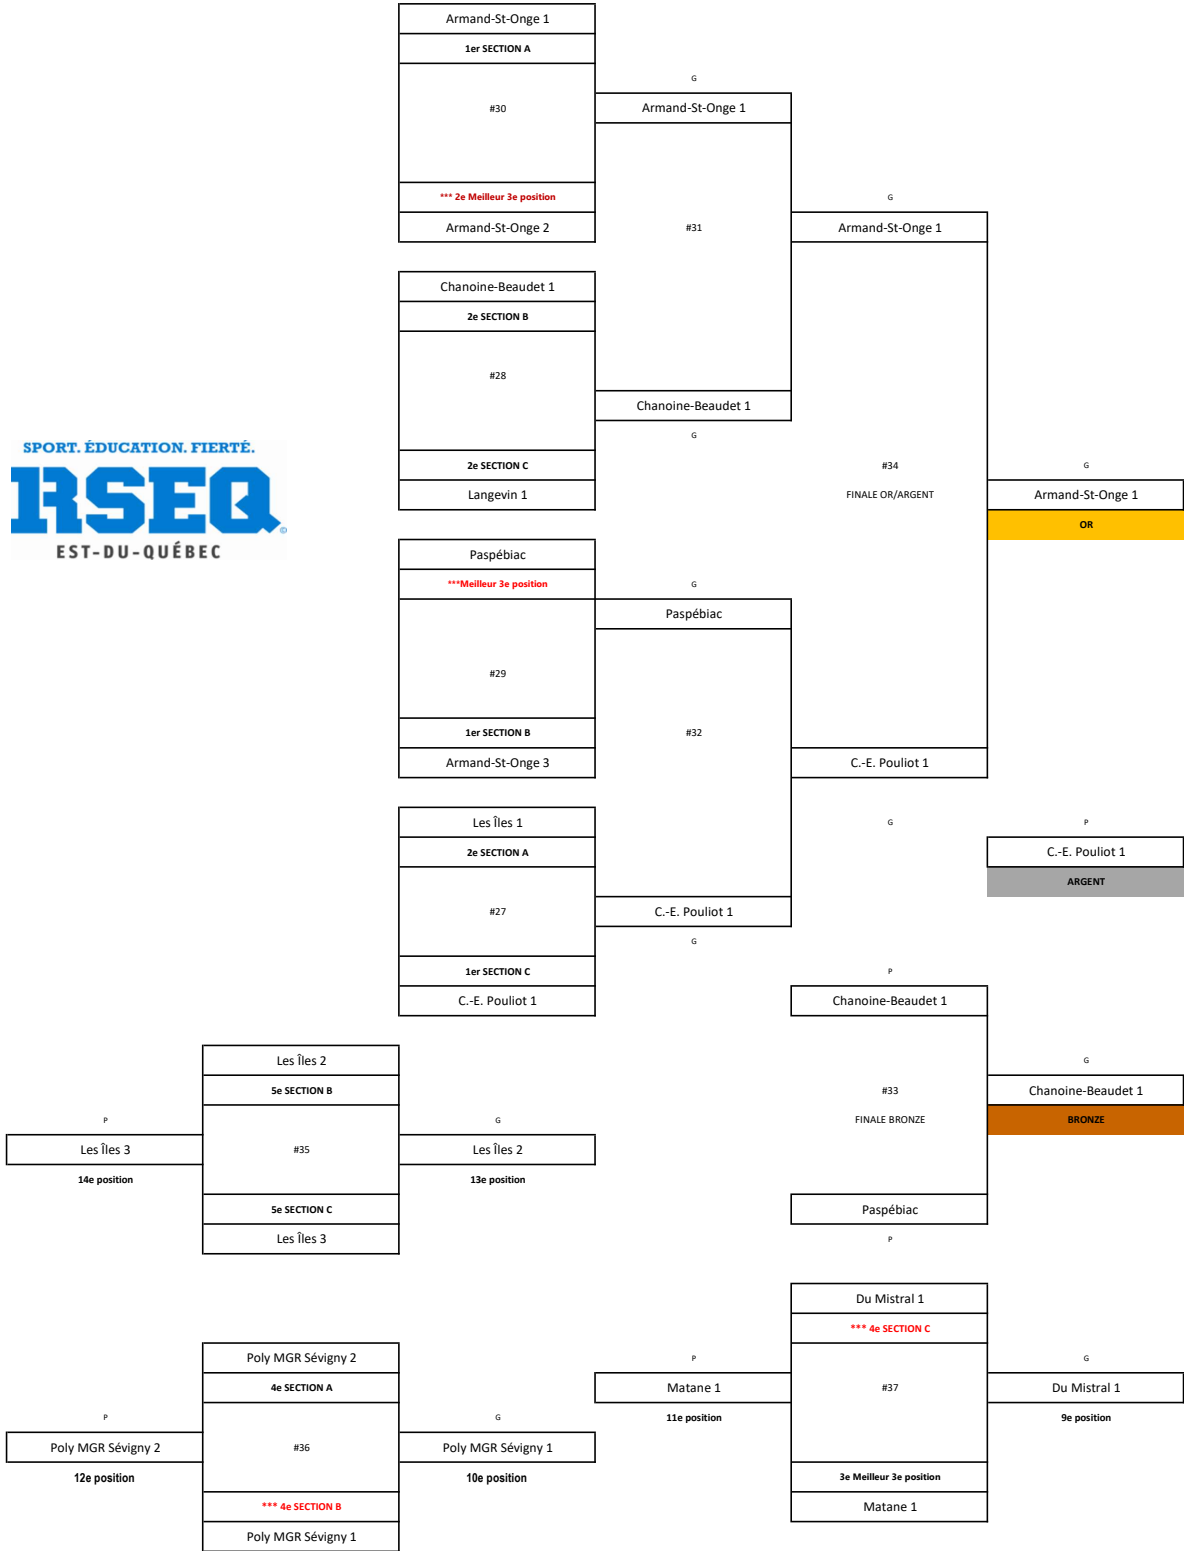 Armand-St-Onge 1
1er SECTION A
G
#30
Armand-St-Onge 1
*** 2e Meilleur 3e position
G
Armand-St-Onge 2
#31
Armand-St-Onge 1
Chanoine-Beaudet 1
2e SECTION B
#28
Chanoine-Beaudet 1
G
SPORT. ÉDUCATION. FIERTÉ.
RSEQ
EST-DU-QUÉBEC
2e SECTION C
Langevin 1
#34
FINALE OR/ARGENT
G
Armand-St-Onge 1
OR
Paspébiac
***Meilleur 3e position
G
Paspébiac
#29
1er SECTION B
#32
Armand-St-Onge 3
C.-E. Pouliot 1
Les Îles 1
G
P
2e SECTION A
C.-E. Pouliot 1
ARGENT
#27
C.-E. Pouliot 1
G
1er SECTION C
P
C.-E. Pouliot 1
Chanoine-Beaudet 1
Les Îles 2
G
5e SECTION B
#33
Chanoine-Beaudet 1
P
G
FINALE BRONZE
BRONZE
Les Îles 3
#35
Les Îles 2
14e position
13e position
5e SECTION C
Paspébiac
Les Îles 3
P
Du Mistral 1
*** 4e SECTION C
Poly MGR Sévigny 2
P
G
4e SECTION A
Matane 1
#37
Du Mistral 1
P
G
11e position
9e position
Poly MGR Sévigny 2
#36
Poly MGR Sévigny 1
12e position
10e position
3e Meilleur 3e position
*** 4e SECTION B
Matane 1
Poly MGR Sévigny 1